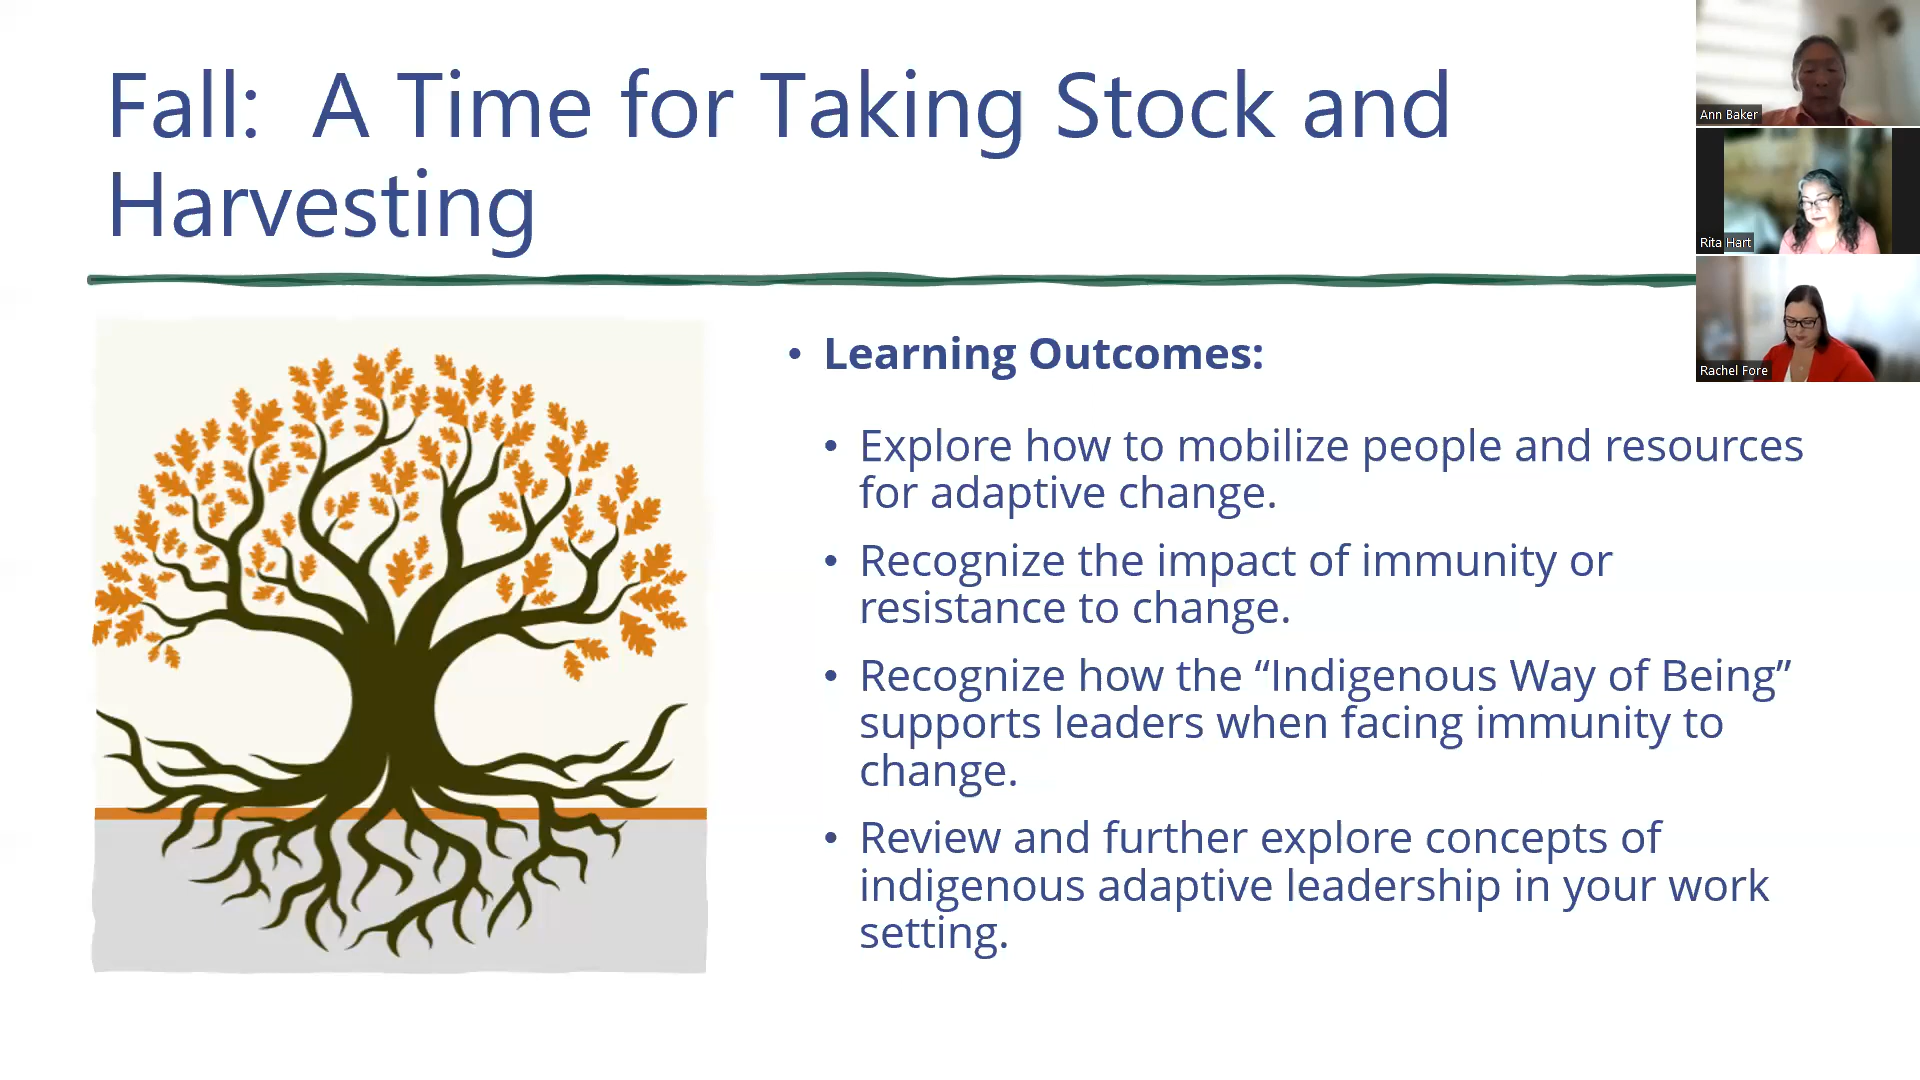 Fall:  A Time for Taking Stock and
Harvesting
Ann Baker
Rita Hart
Rachel Fore
• Learning Outcomes:
• Explore how to mobilize people and resources
for adaptive change.
• Recognize the impact of immunity or
resistance to change.
• Recognize how the “Indigenous Way of Being”
supports leaders when facing immunity to
change.
• Review and further explore concepts of
indigenous adaptive leadership in your work
setting.